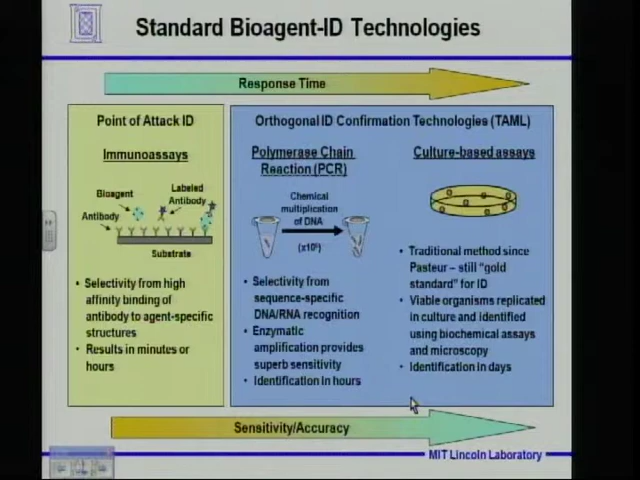 Standard Bioagent-ID Technologies
Response Time
Point of Attack ID
Immunoassays
Bioagent
Labeled
Antibody
Antibody
Substrate
• Selectivity from high
affinity binding of
antibody to agent-specific
structures
• Results in minutes or
hours
Orthogonal ID Confirmation Technologies (TAML)
Polymerase Chain
Reaction (PCR)
Chemical
multiplication
of DNA
• Selectivity from
sequence-specific
DNA/RNA recognition
• Enzymatic
amplification provides
superb sensitivity
• Identification in hours
Culture-based assays
• Traditional method since
Pasteur – still "gold
standard" for ID
• Viable organisms replicated
in culture and identified
using biochemical assays
and microscopy
• Identification in days
Sensitivity/Accuracy
MIT Lincoln Laboratory